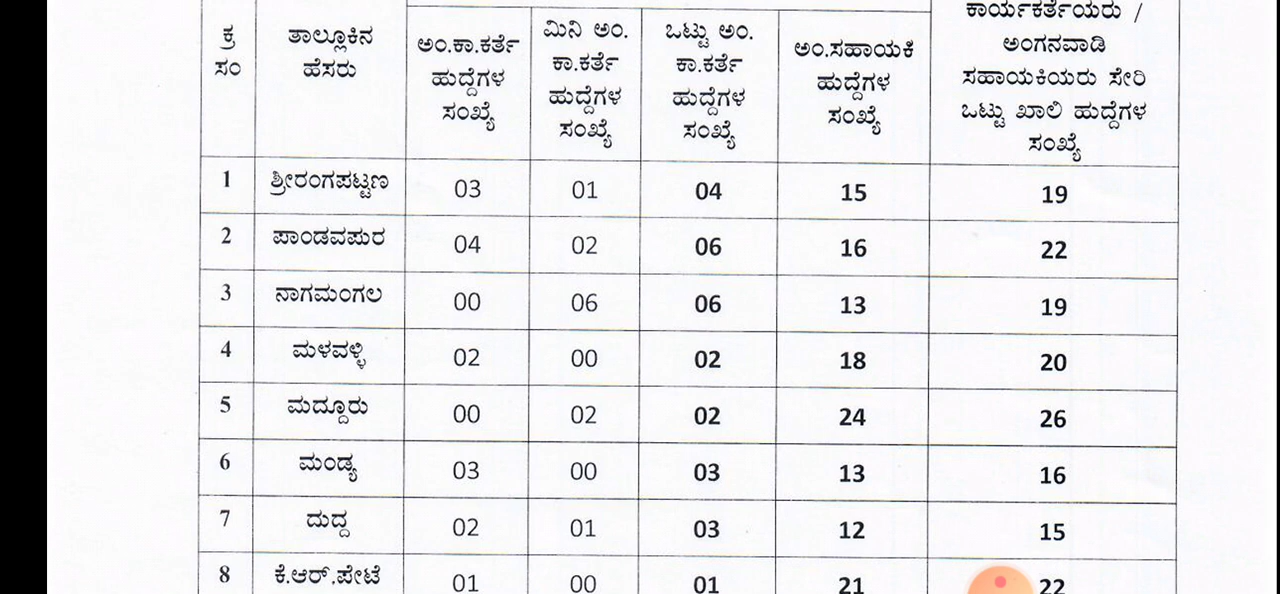 ಕ್ರ
ಸಂ
ತಾಲ್ಲೂಕಿನ
ಹೆಸರು
ಅಂ.ಕಾ.ಕರ್ತೆ
ಹುದ್ದೆಗಳ
ಸಂಖ್ಯೆ
ಮಿನಿ ಅಂ.
ಕಾ.ಕರ್ತೆ
ಹುದ್ದೆಗಳ
ಸಂಖ್ಯೆ
ಒಟ್ಟು ಅಂ.
ಕಾ.ಕರ್ತೆ
ಹುದ್ದೆಗಳ
ಸಂಖ್ಯೆ
ಅಂ.ಸಹಾಯಕಿ
ಹುದ್ದೆಗಳ
ಸಂಖ್ಯೆ
ಕಾರ್ಯಕರ್ತೆಯರು /
ಅಂಗನವಾಡಿ
ಸಹಾಯಕಿಯರು ಸೇರಿ
ಒಟ್ಟು ಖಾಲಿ ಹುದ್ದೆಗಳ
ಸಂಖ್ಯೆ
1 ಶ್ರೀರಂಗಪಟ್ಟಣ 03 01 04 15 19
2 ಪಾಂಡವಪುರ 04 02 06 16 22
3 ನಾಗಮಂಗಲ 00 06 06 13 19
4 ಮಳವಳ್ಳಿ 02 00 02 18 20
5 ಮದ್ದೂರು 00 02 02 24 26
6 ಮಂಡ್ಯ 03 00 03 13 16
7 ದುದ್ದ 02 01 03 12 15
8 ಕೆ.ಆರ್.ಪೇಟೆ 01 00 01 21 22